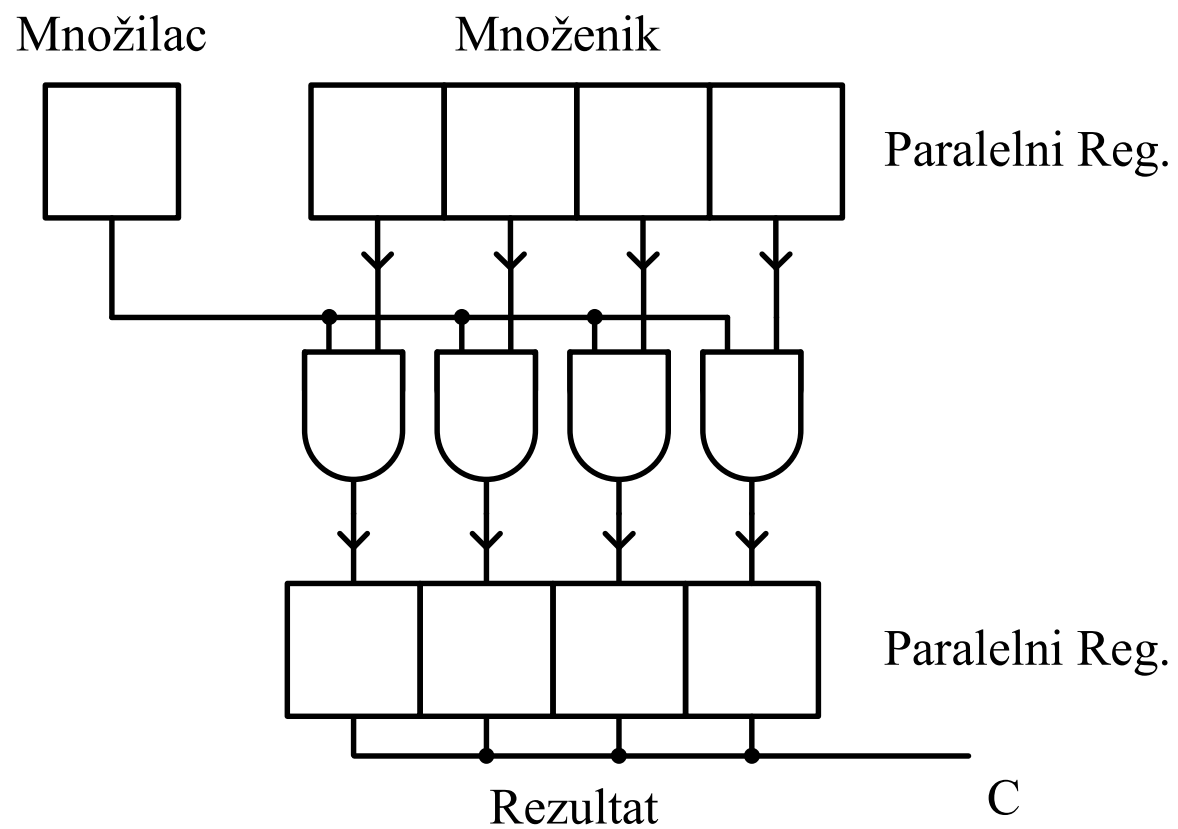 Množilac
Množenik
Paralelni Reg.
Paralelni Reg.
Rezultat
C